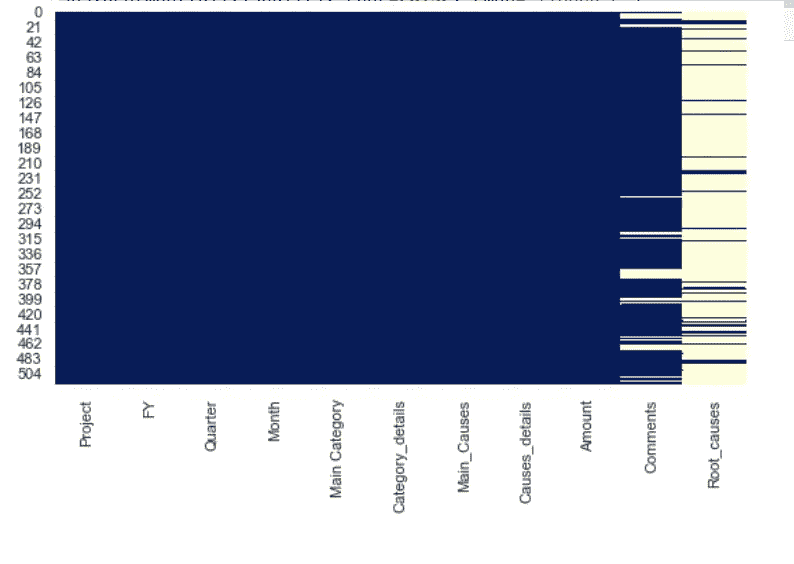 0
21
42
63
84
105
126
147
168
189
210
231
252
273
294
315
336
357
378
399
420
441
462
483
504
Project
FY
Quarter
Month
Main Category
Category_details
Main_Causes
Causes_details
Amount
Comments
Root_causes